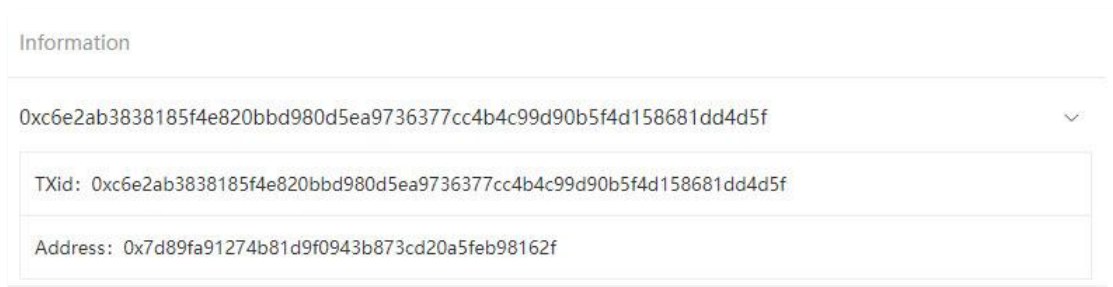 Information
0xc6e2ab3838185f4e820bbd980d5ea9736377cc4b4c99d90b5f4d158681dd4d5f
TXid: 0xc6e2ab3838185f4e820bbd980d5ea9736377cc4b4c99d90b5f4d158681dd4d5f
Address: 0x7d89fa91274b81d9f0943b873cd20a5feb98162f